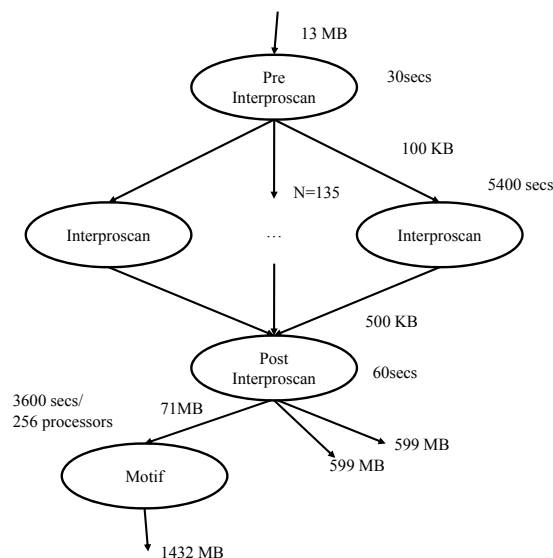 13 MB
Pre
Interproscan
30secs
100 KB
N=135
5400 secs
Interproscan
...
Interproscan
500 KB
Post
Interproscan
60secs
3600 secs/
256 processors
71MB
599 MB
599 MB
Motif
1432 MB